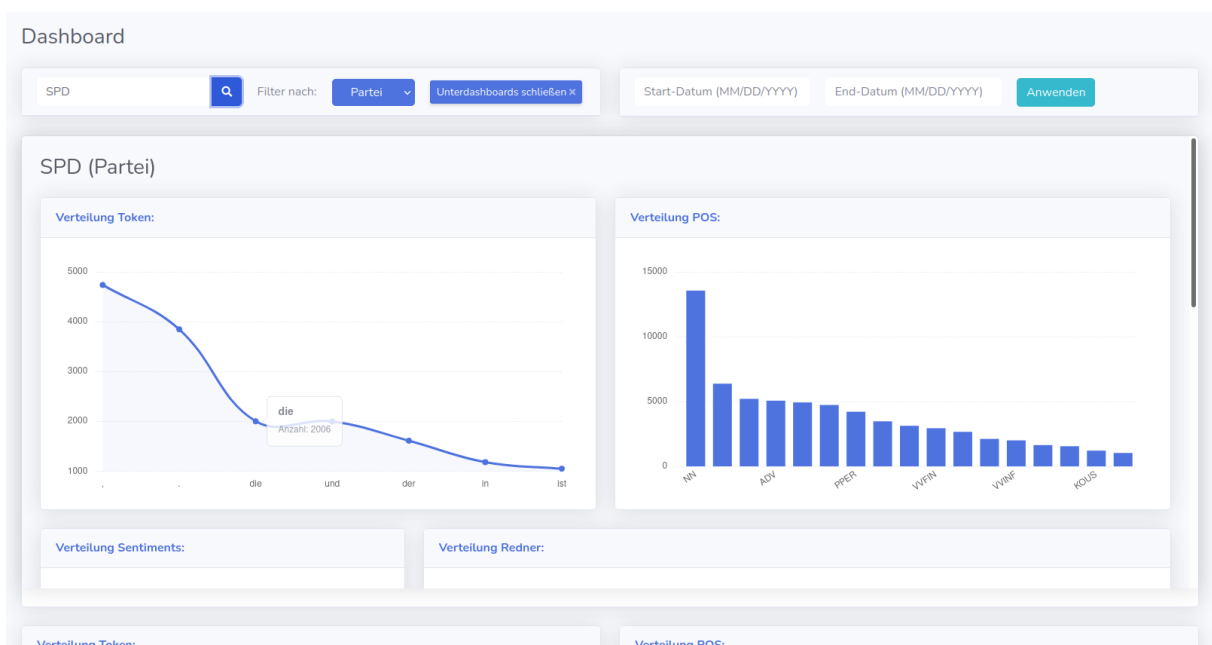 Dashboard
SPD
Filter nach:
Partei
Unterdashboards schließen ×
Start-Datum (MM/DD/YYYY)
End-Datum (MM/DD/YYYY)
Anwenden
SPD (Partei)
Verteilung Token:
5000
4000
3000
2000
1000
die
Anzahl: 2006
, . die und der in ist
Verteilung POS:
15000
10000
5000
0
NN ADV PPER VVFIN VVINF KOUS
Verteilung Sentiments:
Verteilung Redner:
Verteilung Token:
Verteilung POS: